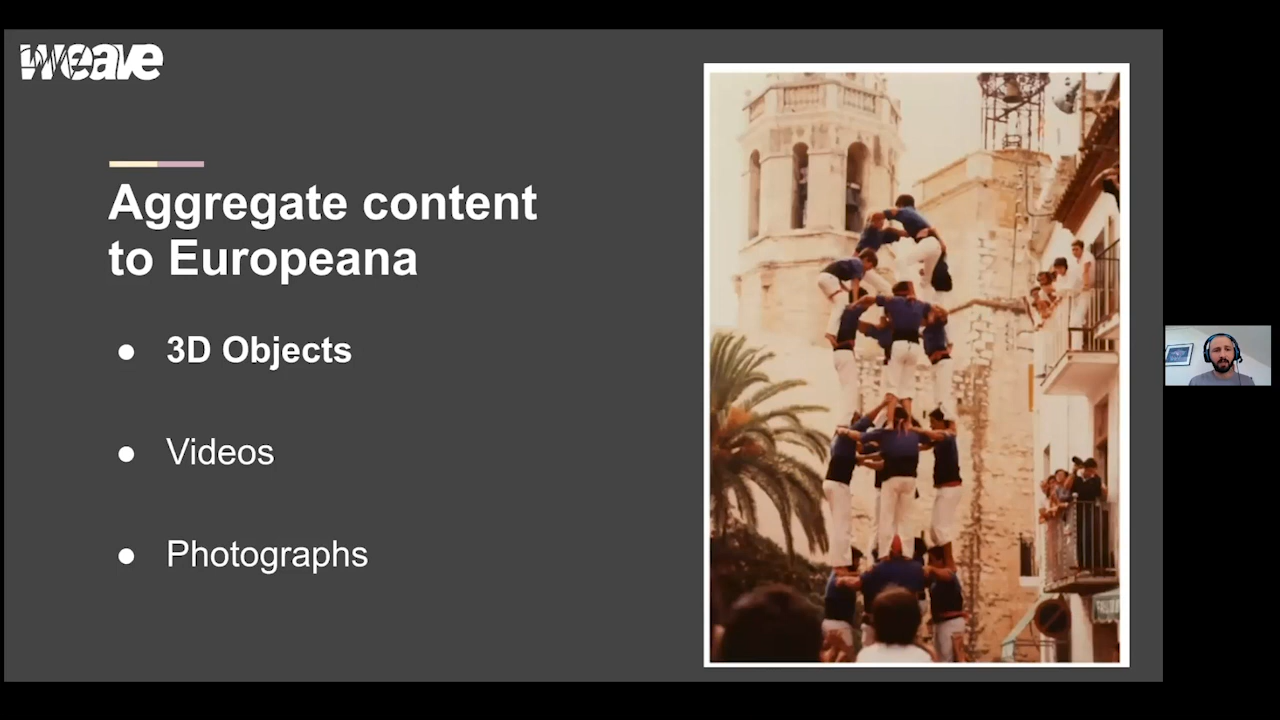 weave
Aggregate content
to Europeana
● 3D Objects
● Videos
● Photographs